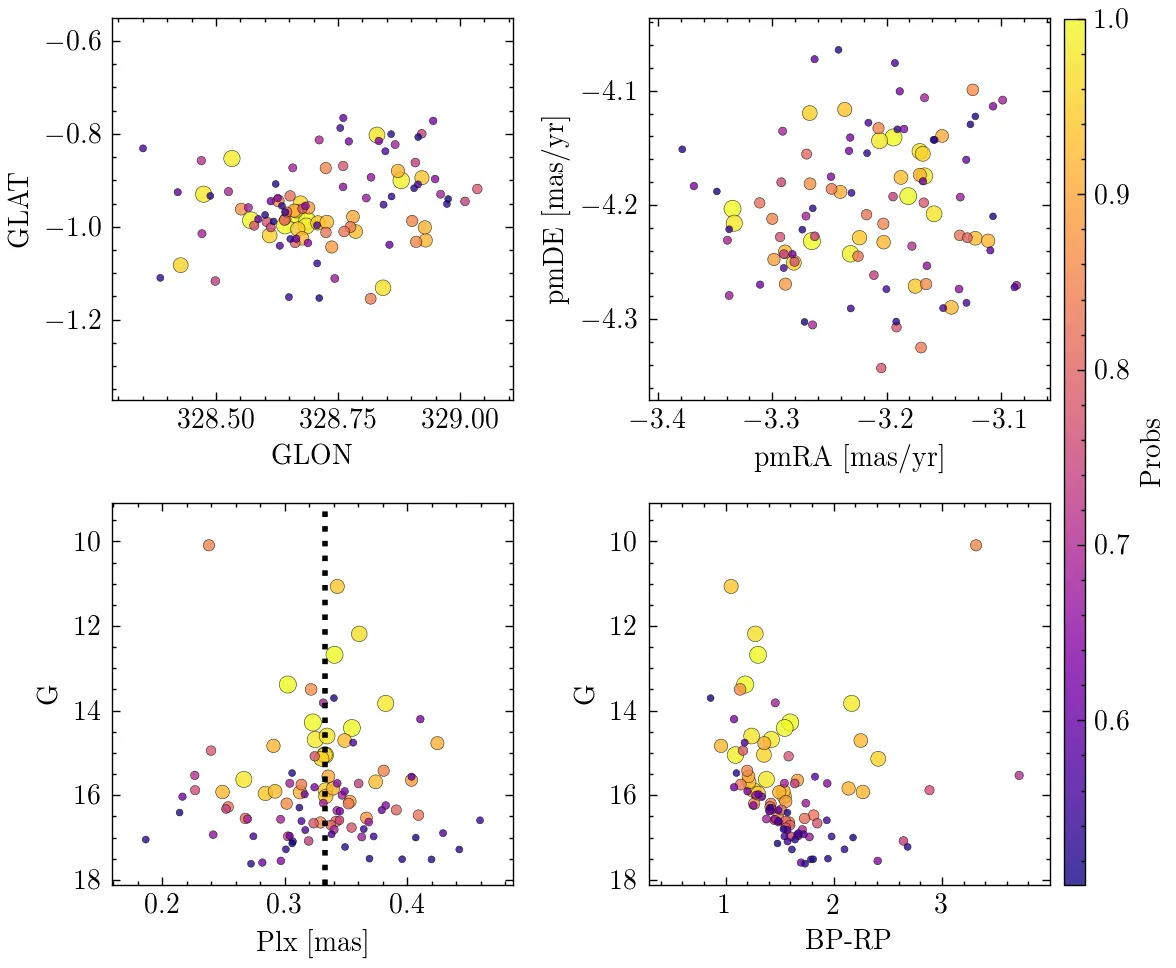 −0.6
−0.8
−1.0
−1.2
GLAT
328.50 328.75 329.00
GLON
−4.1
−4.2
−4.3
pmDE [mas/yr]
−3.4 −3.3 −3.2 −3.1
pmRA [mas/yr]
10
12
14
16
18
G
0.2 0.3 0.4
Plx [mas]
10
12
14
16
18
G
1 2 3
BP-RP
1.0
0.9
0.8
0.7
0.6
Probs